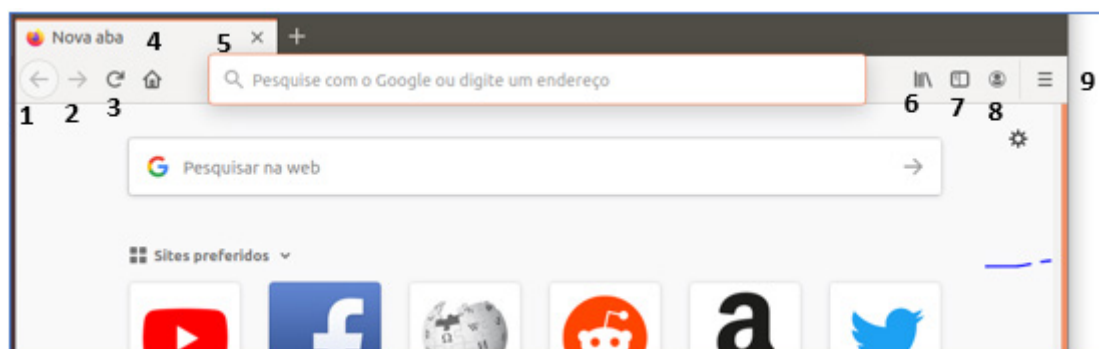 Nova aba 4 5
Pesquise com o Google ou digite um endereço
1 2 3 6 7 8 9
G Pesquisar na web
Sites preferidos
f W a